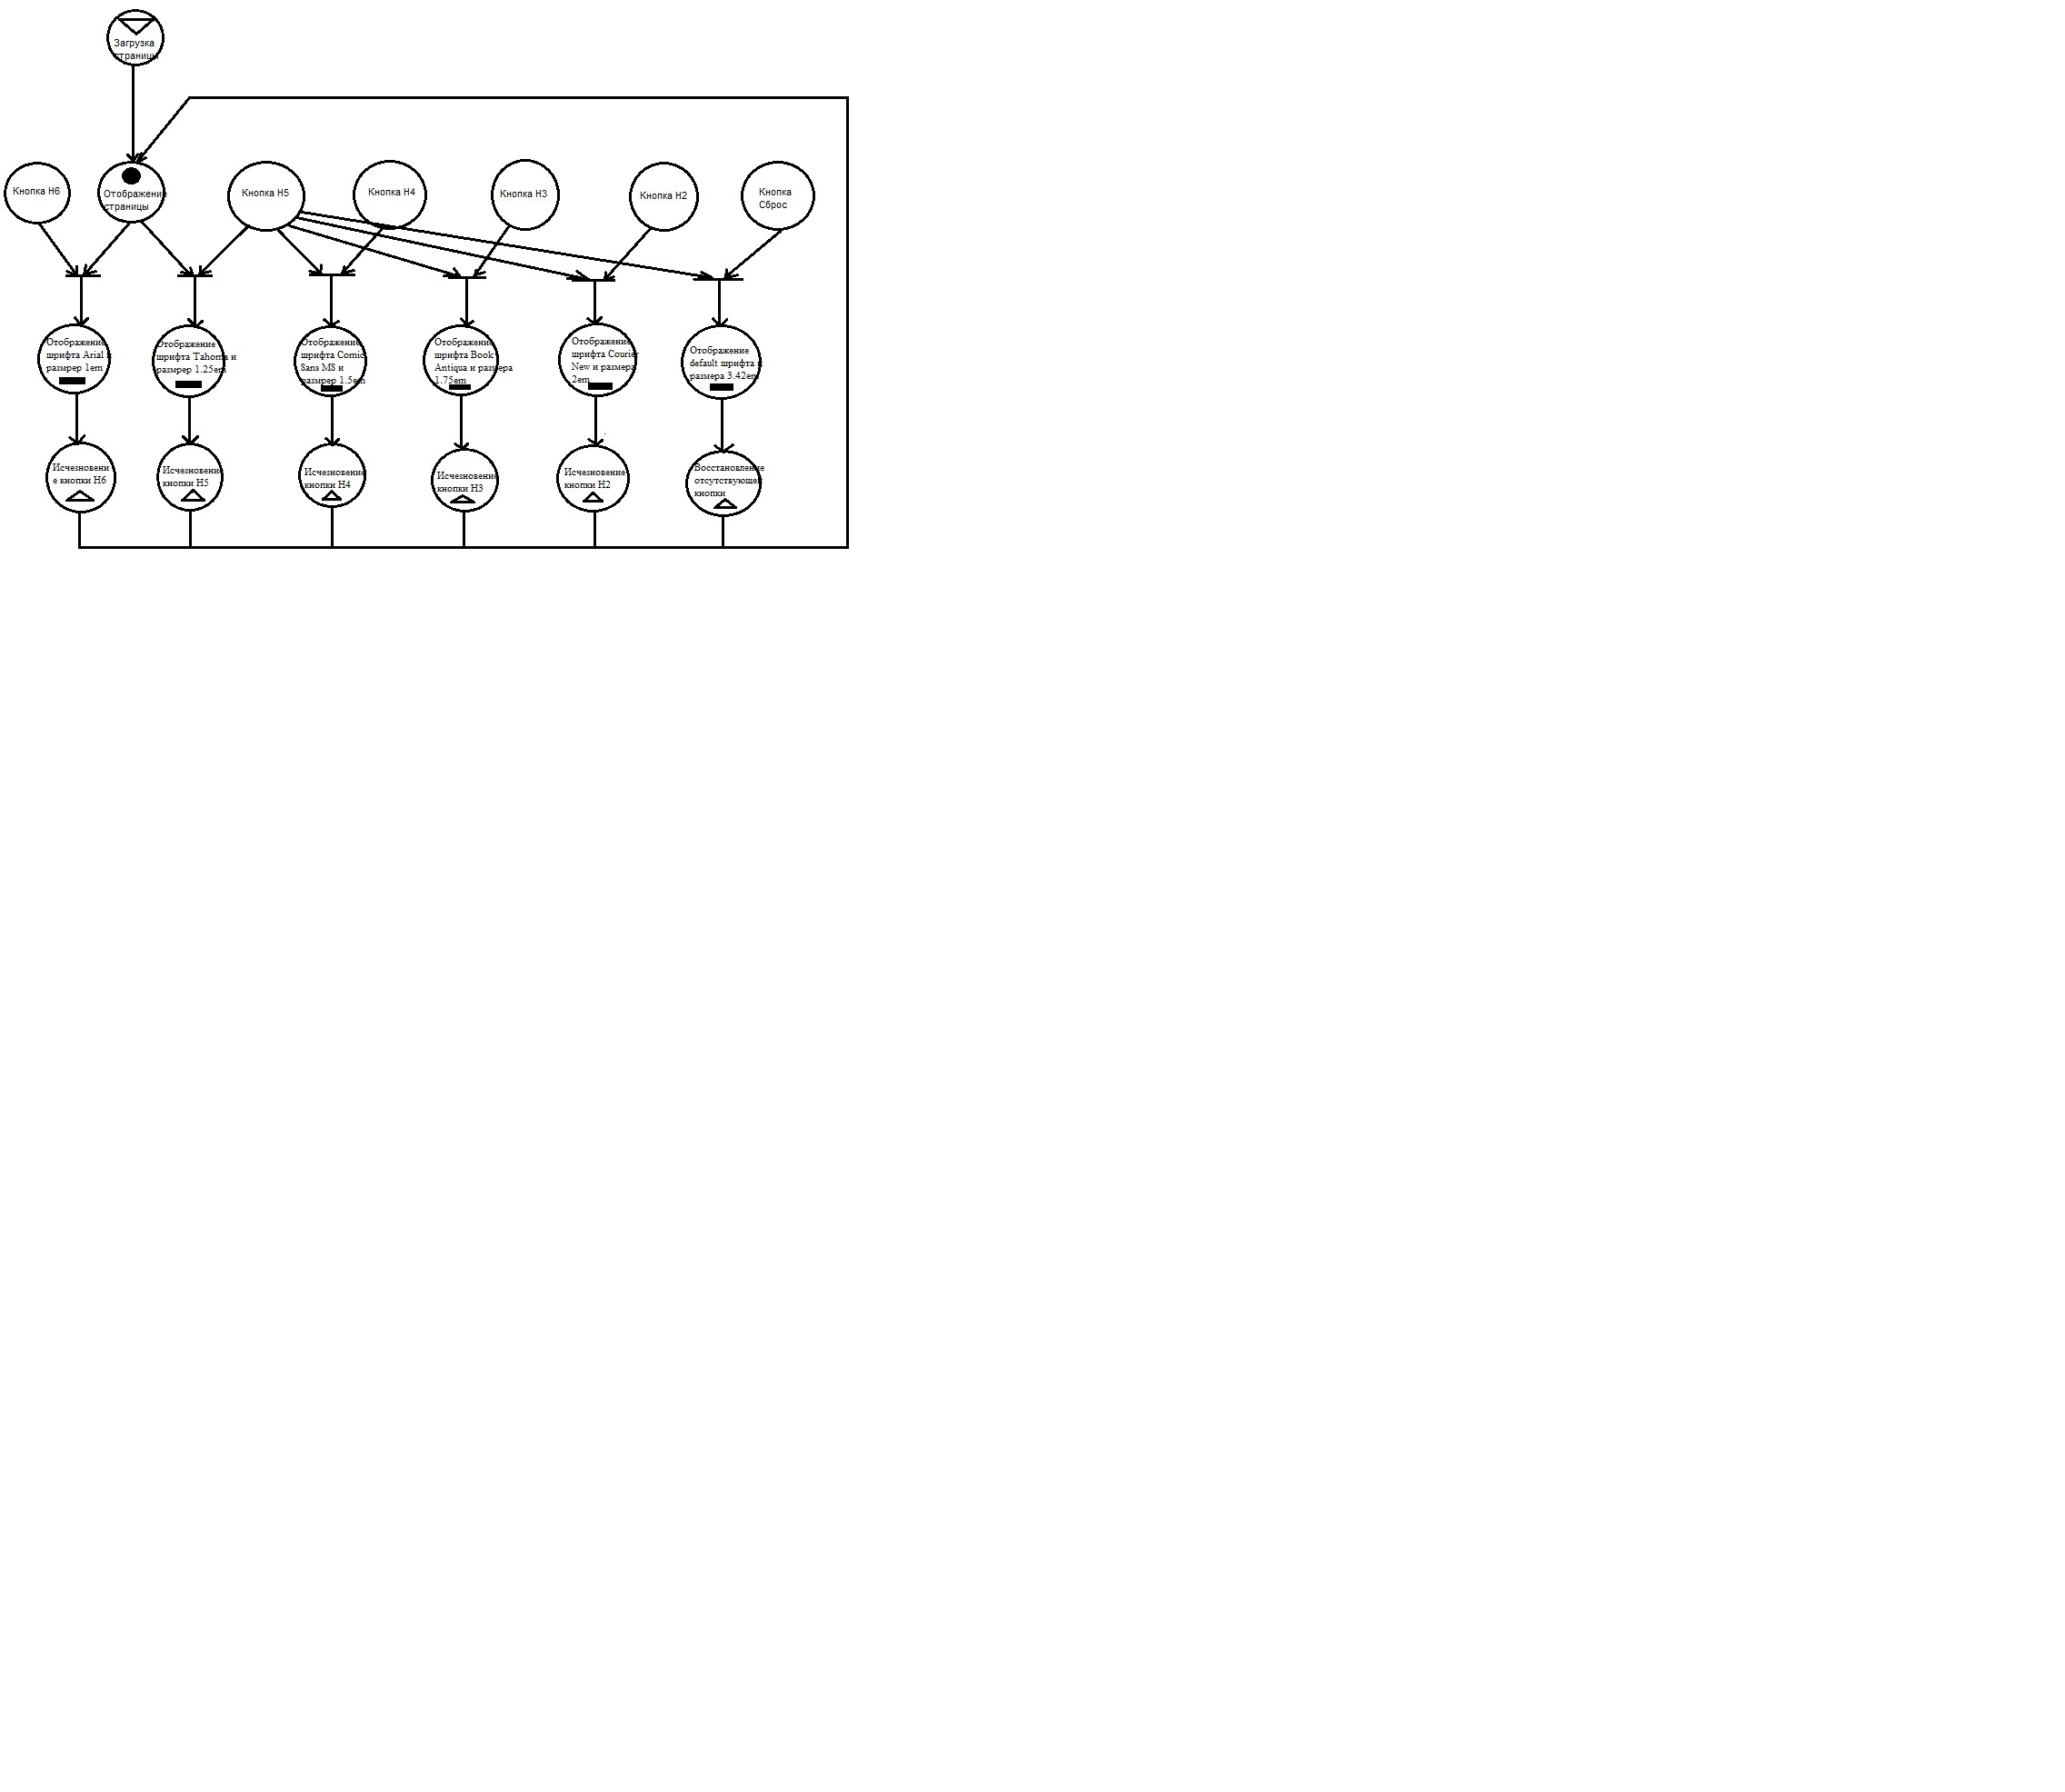 Загрузка
страницы
Кнопка H6
Отображение
страницы
Кнопка H5
Кнопка H4
Кнопка H3
Кнопка H2
Кнопка
Сброс
Отображение
шрифта Arial и
размрер 1em
Отображение
шрифта Tahoma и
размрер 1.25em
Отображение
шрифта Comic
Sans MS и
размрер 1.5em
Отображение
шрифта Book
Antiqua и размера
1.75em
Отображение
шрифта Courier
New и размера
2em
Отображение
default шрифта и
размера 3.42em
Исчезновени
е кнопки H6
Исчезновение
кнопки H5
Исчезновение
кнопки H4
Исчезновение
кнопки H3
Исчезновение
кнопки H2
Восстановление
отсутствующей
кнопки